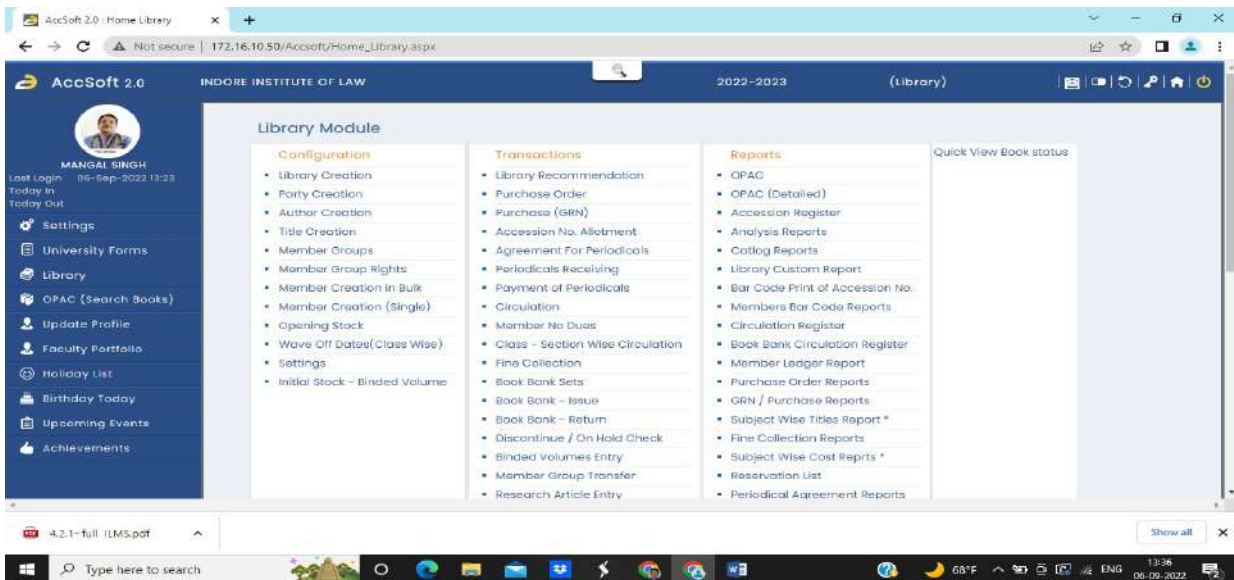 AccSoft 2.0 : Home Library
Not secure | 172.16.10.50/Accsoft/Home_Library.aspx
AccSoft 2.0
INDORE INSTITUTE OF LAW
2022-2023
(Library)
MANGAL SINGH
Last Login 06-Sep-2022 13:23
Today In
Today Out
Settings
University Forms
Library
OPAC (Search Books)
Update Profile
Faculty Portfolio
Holiday List
Birthday Today
Upcoming Events
Achievements
Library Module
Configuration
Library Creation
Party Creation
Author Creation
Title Creation
Member Groups
Member Group Rights
Member Creation in Bulk
Member Creation (Single)
Opening Stock
Wave Off Dates(Class Wise)
Settings
Initial Stock - Binded Volume
Transactions
Library Recommendation
Purchase Order
Purchase (GRN)
Accession No. Allotment
Agreement For Periodicals
Periodicals Receiving
Payment of Periodicals
Circulation
Member No Dues
Class - Section Wise Circulation
Fine Collection
Book Bank Sets
Book Bank - Issue
Book Bank - Return
Discontinue / On Hold Check
Binded Volumes Entry
Member Group Transfer
Research Article Entry
Reports
OPAC
OPAC (Detailed)
Accession Register
Analysis Reports
Catlog Reports
Library Custom Report
Bar Code Print of Accession No.
Members Bar Code Reports
Circulation Register
Book Bank Circulation Register
Member Ledger Report
Purchase Order Reports
GRN / Purchase Reports
Subject Wise Titles Report *
Fine Collection Reports
Subject Wise Cost Reprts *
Reservation List
Periodical Agreement Reports
Quick View Book status
4.2.1- full ILMS.pdf
Show all
Type here to search
68°F
ENG
13:36
06-09-2022